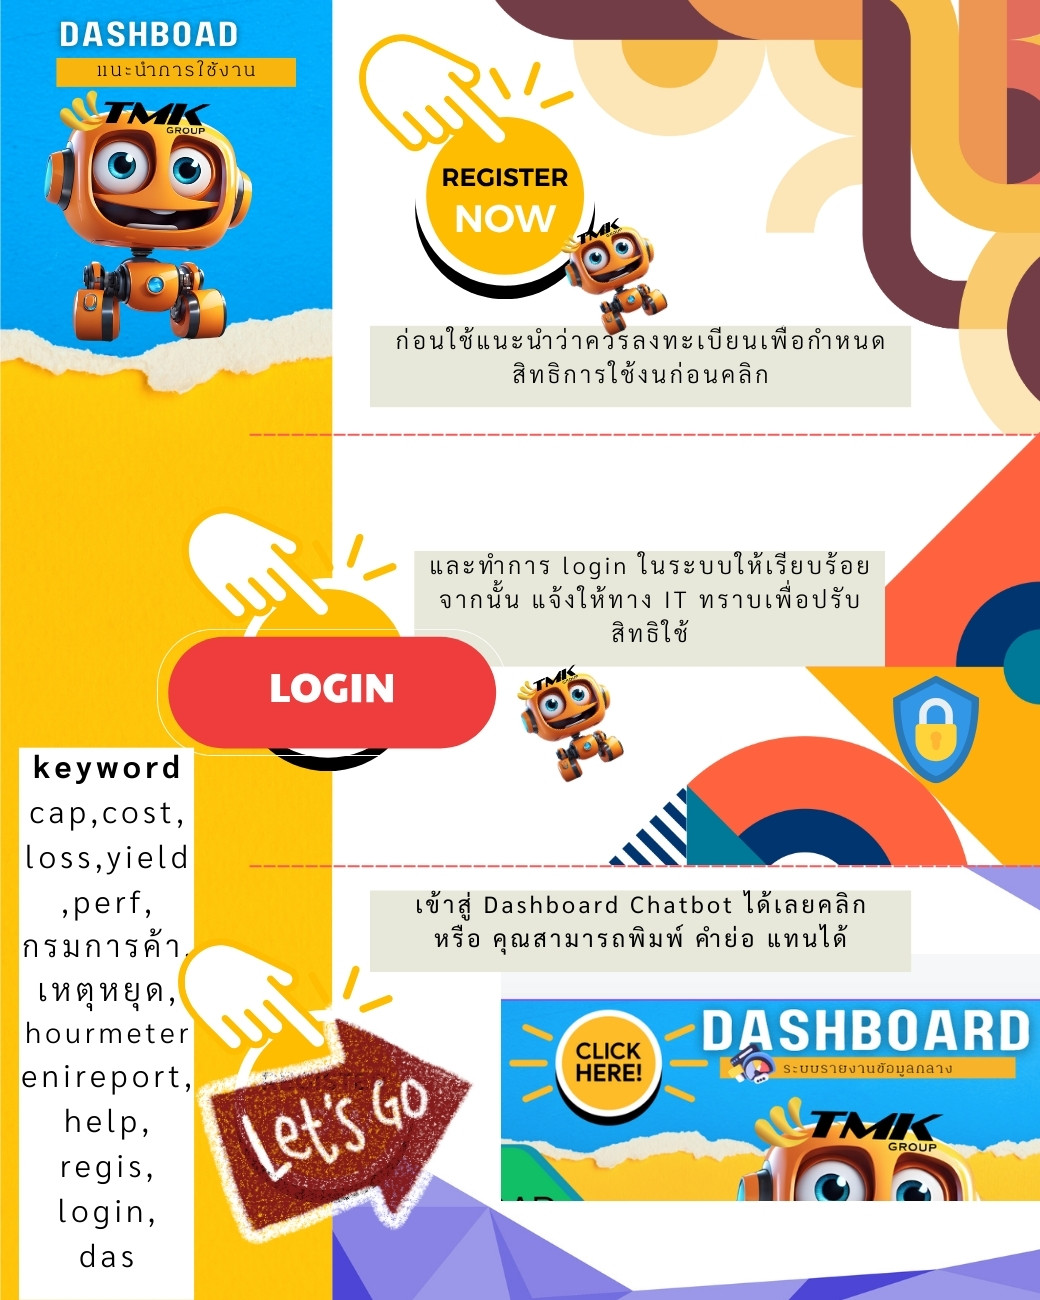 DASHBOAD
แนะนำการใช้งาน
TMK
GROUP
REGISTER
NOW
TMK
GROUP
ก่อนใช้แนะนำว่าควรลงทะเบียนเพื่อกำหนด
สิทธิการใช้งนก่อนคลิก
และทำการ login ในระบบให้เรียบร้อย
จากนั้น แจ้งให้ทาง IT ทราบเพื่อปรับ
สิทธิใช้
LOGIN
TMK
GROUP
keyword
cap,cost,
loss,yield
,perf,
กรมการค้า,
เหตุหยุด,
hourmeter
enireport,
help,
regis,
login,
das
เข้าสู่ Dashboard Chatbot ได้เลยคลิก
หรือ คุณสามารถพิมพ์ คำย่อ แทนได้
Let's GO
CLICK
HERE!
DASHBOARD
ระบบรายงานข้อมูลกลาง
TMK
GROUP